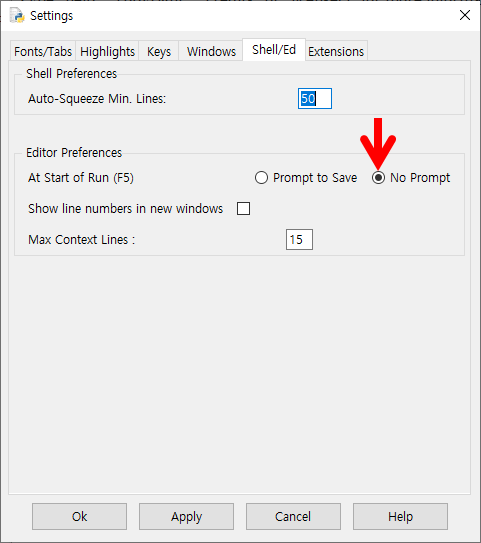 Settings
Fonts/Tabs Highlights Keys Windows Shell/Ed Extensions
Shell Preferences
Auto-Squeeze Min. Lines: 50
Editor Preferences
At Start of Run (F5) Prompt to Save No Prompt
Show line numbers in new windows
Max Context Lines : 15
Ok Apply Cancel Help